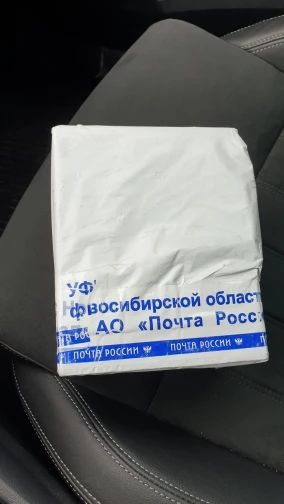 УФ
Новосибирской област
АО «Почта Росс
ПОЧТА РОССИИ ПОЧТА РОССИИ